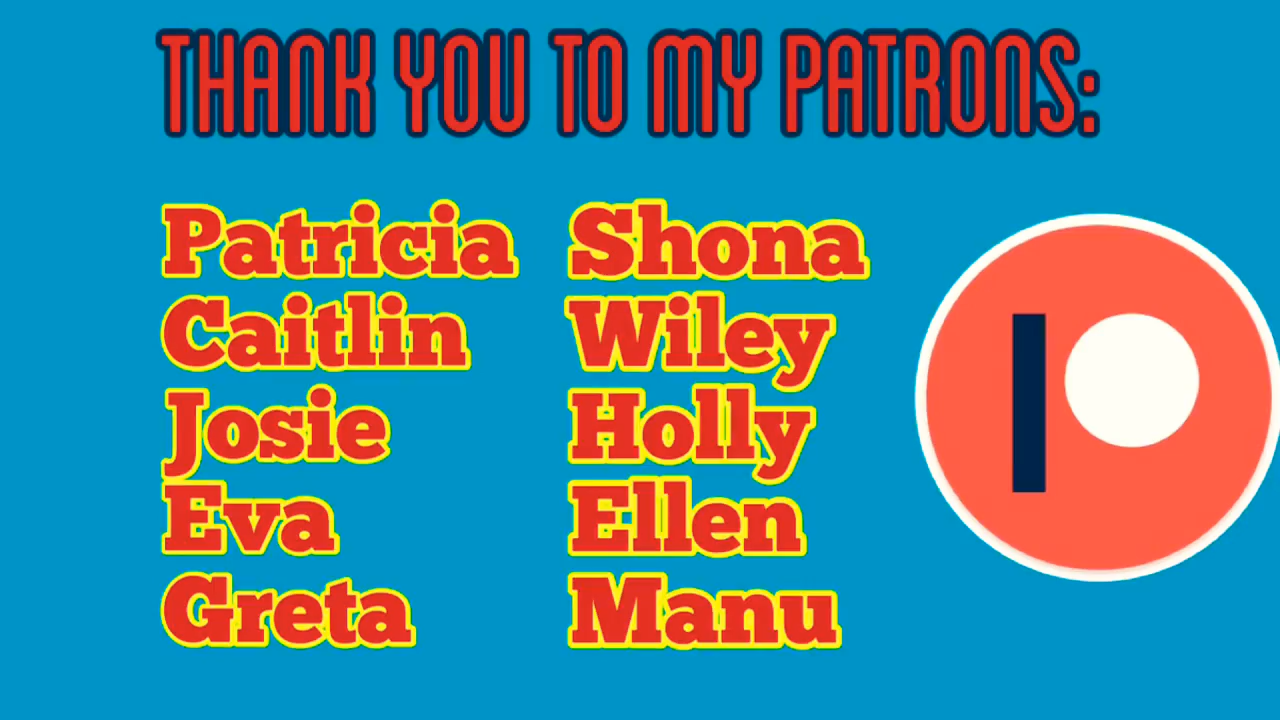 THANK YOU TO MY PATRONS:
Patricia
Caitlin
Josie
Eva
Greta
Shona
Wiley
Holly
Ellen
Manu